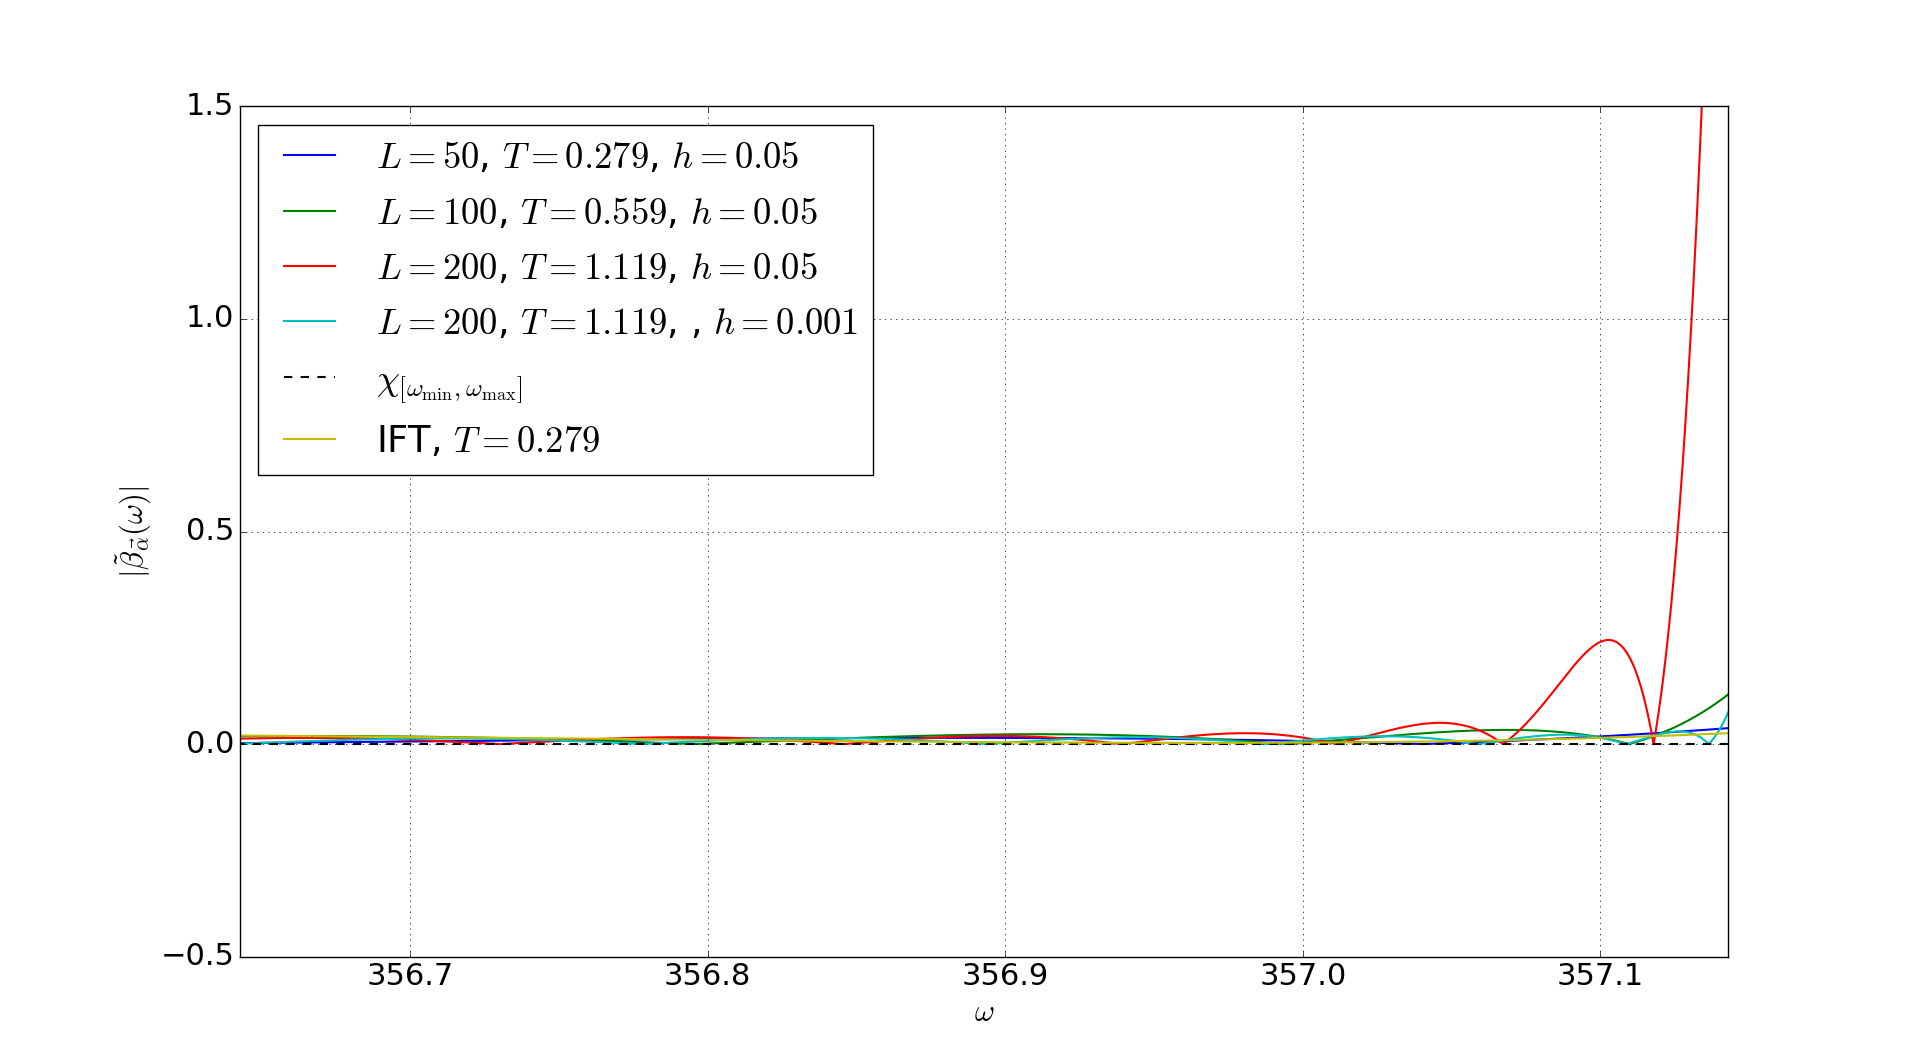 1.5
1.0
0.5
0.0
−0.5
L = 50, T = 0.279, h = 0.05
L = 100, T = 0.559, h = 0.05
L = 200, T = 1.119, h = 0.05
L = 200, T = 1.119, , h = 0.001
χ[ωmin, ωmax]
IFT, T = 0.279
|β̃α⃗(ω)|
356.7 356.8 356.9 357.0 357.1
ω